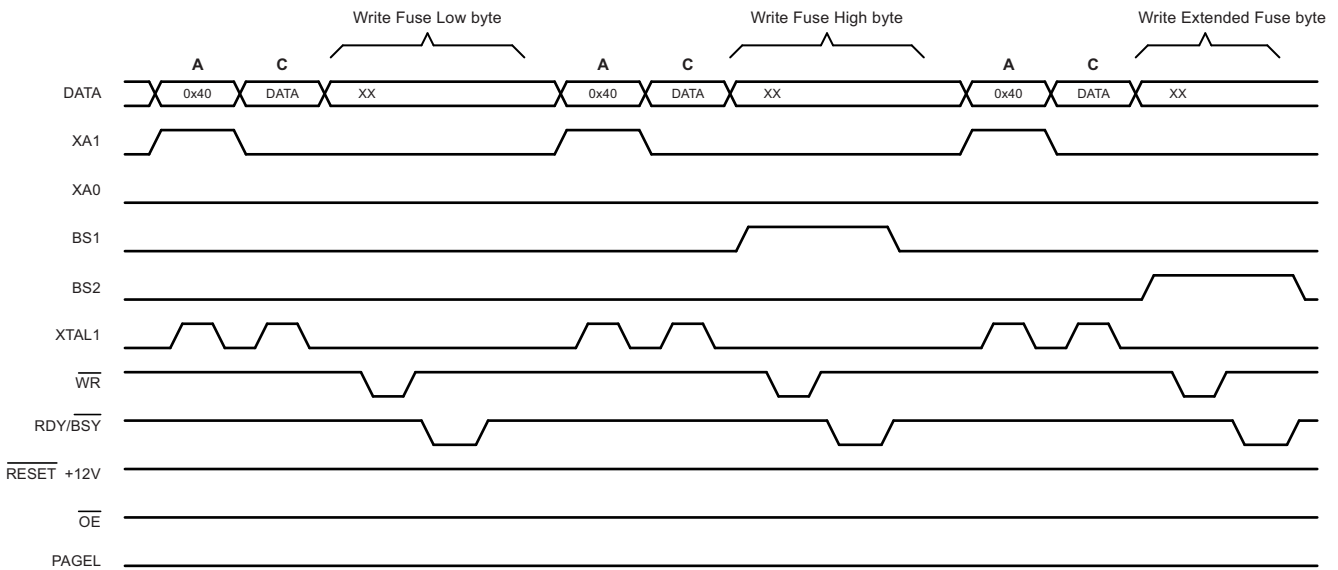 Write Fuse Low byte Write Fuse High byte Write Extended Fuse byte
A C A C A C
DATA 0x40 DATA XX 0x40 DATA XX 0x40 DATA XX
XA1
XA0
BS1
BS2
XTAL1
WR
RDY/BSY
RESET +12V
OE
PAGEL